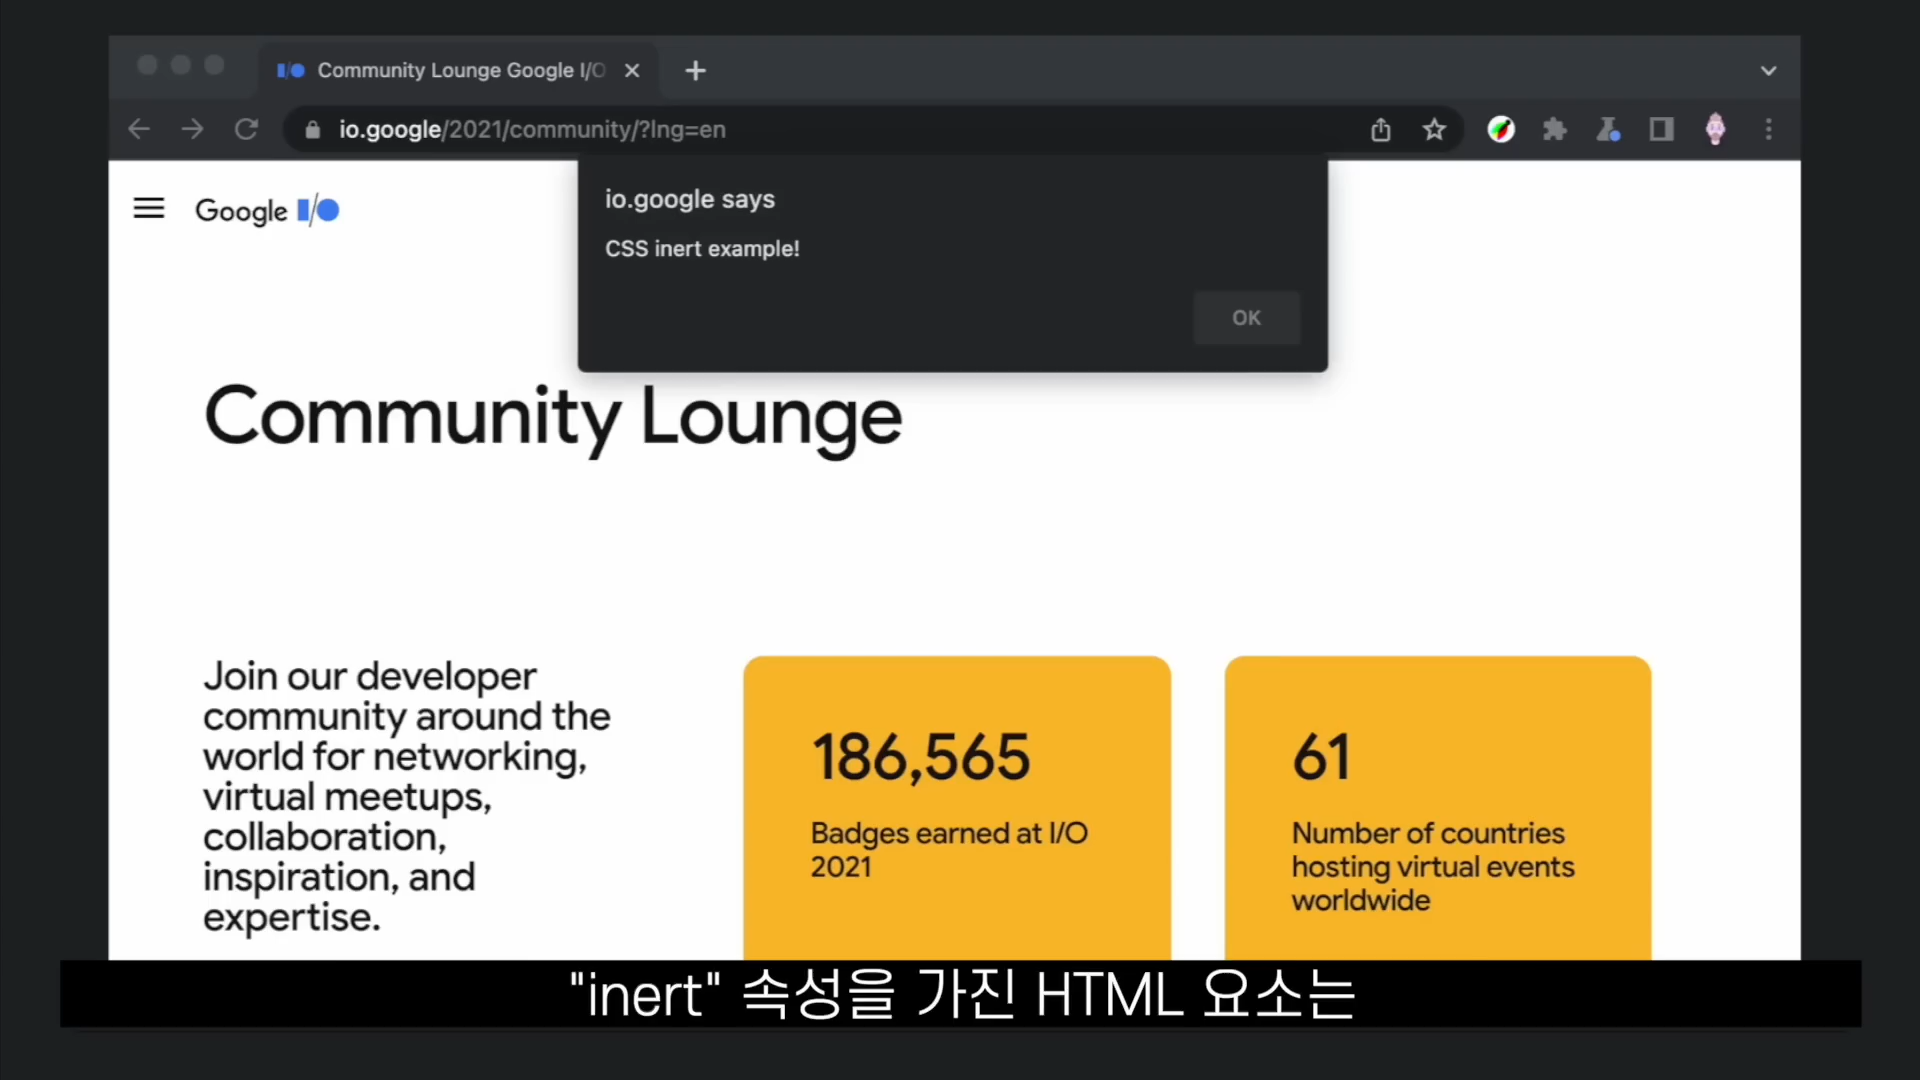 Community Lounge Google I/O
io.google/2021/community/?lng=en
io.google says
CSS inert example!
OK
Google I/O
Community Lounge
Join our developer
community around the
world for networking,
virtual meetups,
collaboration,
inspiration, and
expertise.
186,565
Badges earned at I/O
2021
61
Number of countries
hosting virtual events
worldwide
"inert" 속성을 가진 HTML 요소는